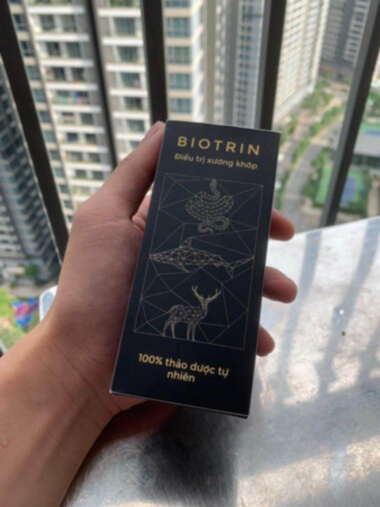 BIOTRIN
Điều trị xương khớp
100% thảo dược tự
nhiên